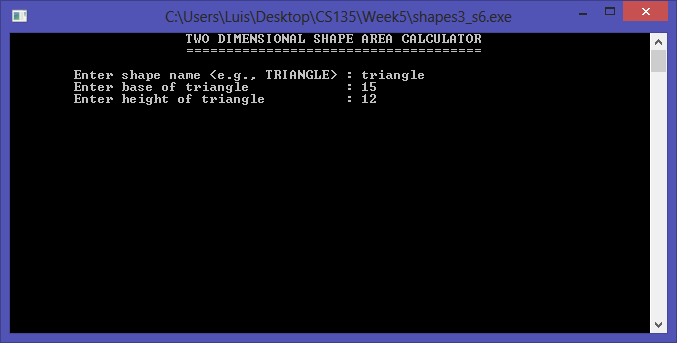 C:\Users\Luis\Desktop\CS135\Week5\shapes3_s6.exe
TWO DIMENSIONAL SHAPE AREA CALCULATOR
=====================================
Enter shape name <e.g., TRIANGLE> : triangle
Enter base of triangle : 15
Enter height of triangle : 12